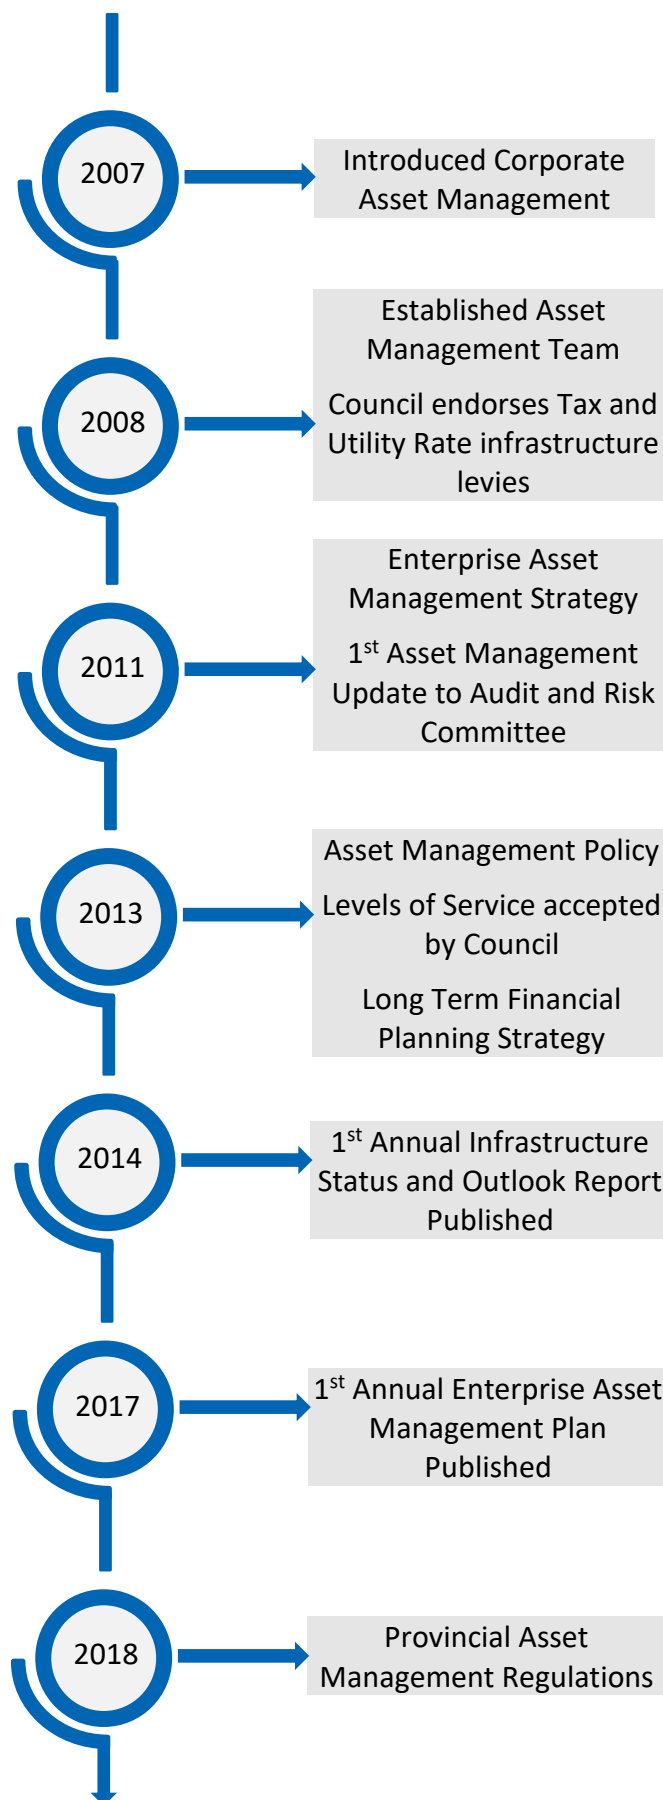 2007
Introduced Corporate
Asset Management
2008
Established Asset
Management Team
Council endorses Tax and
Utility Rate infrastructure
levies
2011
Enterprise Asset
Management Strategy
1st Asset Management
Update to Audit and Risk
Committee
2013
Asset Management Policy
Levels of Service accepted
by Council
Long Term Financial
Planning Strategy
2014
1st Annual Infrastructure
Status and Outlook Report
Published
2017
1st Annual Enterprise Asset
Management Plan
Published
2018
Provincial Asset
Management Regulations